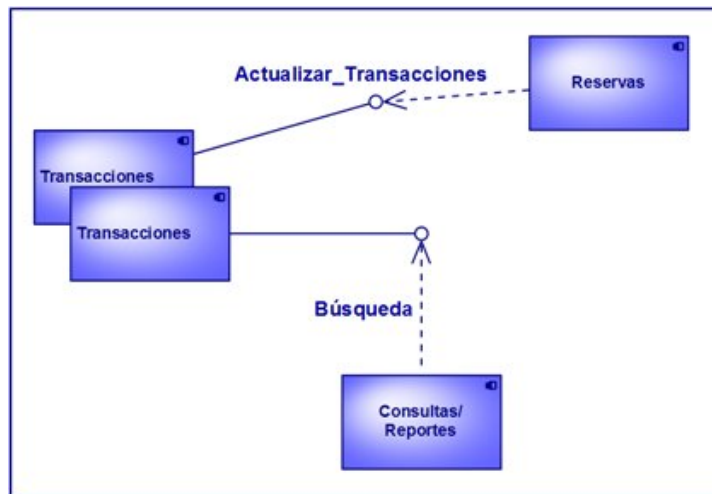 Actualizar_Transacciones
Reservas
Transacciones
Transacciones
Búsqueda
Consultas/
Reportes